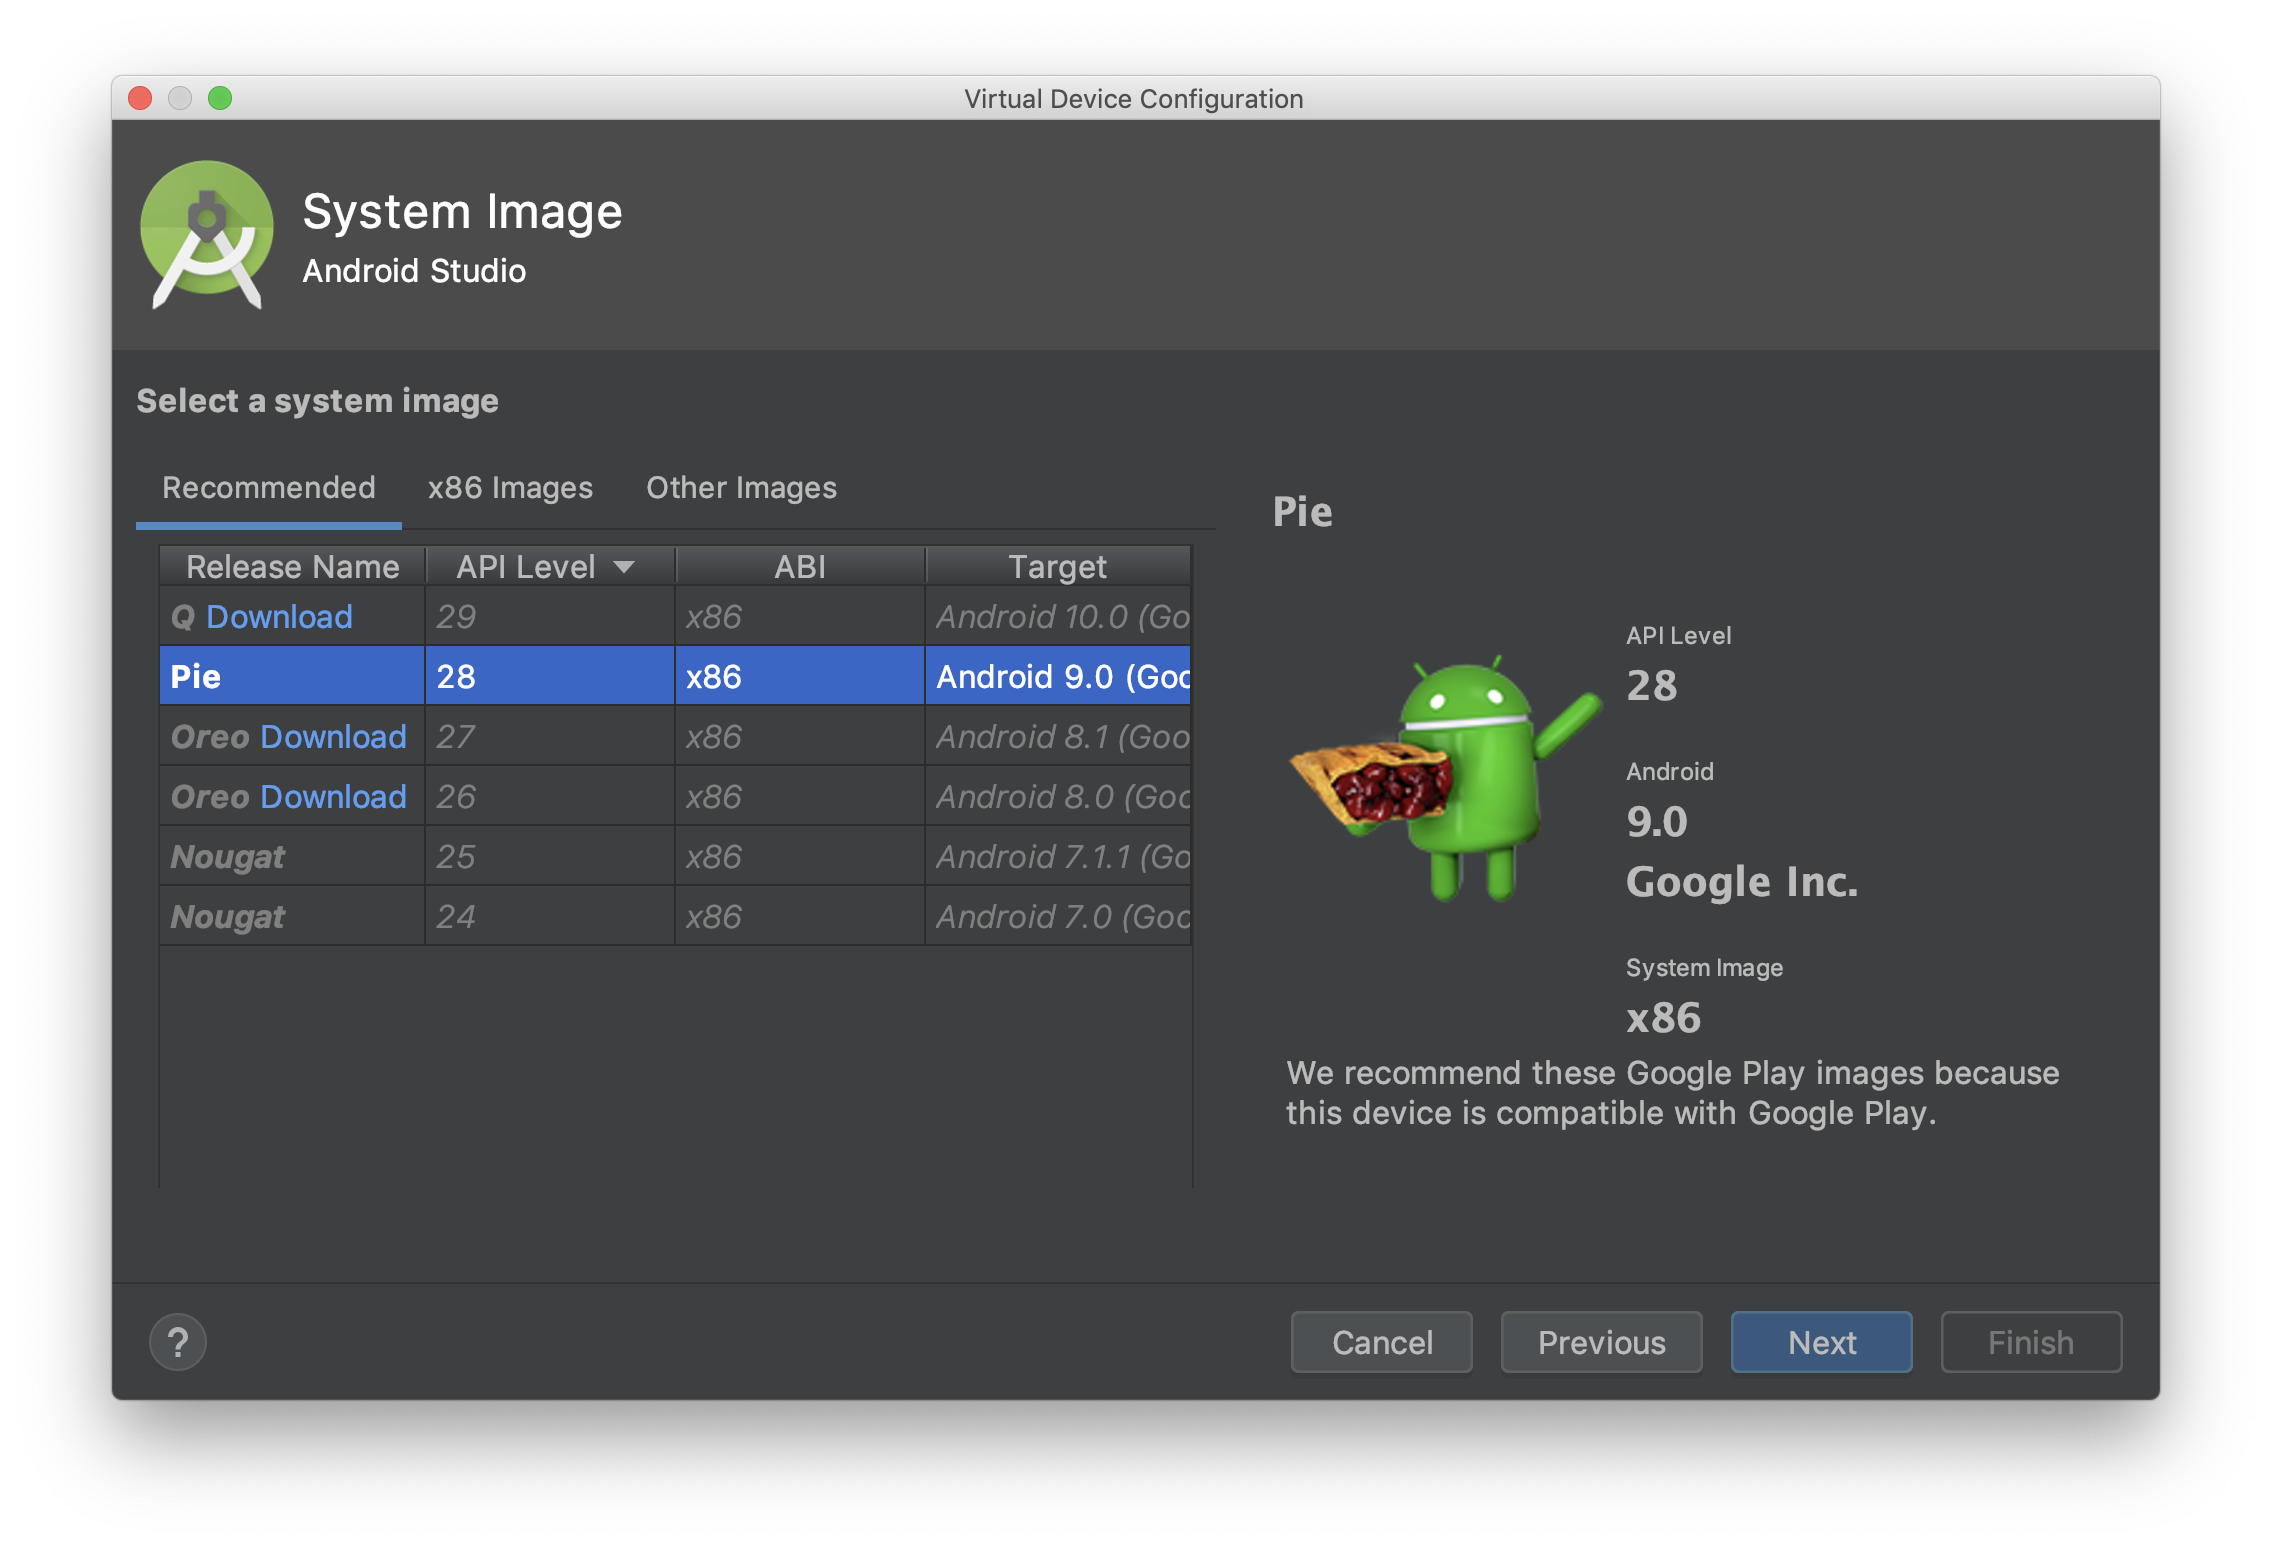 Virtual Device Configuration
System Image
Android Studio
Select a system image
Recommended x86 Images Other Images
Release Name API Level ABI Target
Q Download 29 x86 Android 10.0 (Go
Pie 28 x86 Android 9.0 (Goo
Oreo Download 27 x86 Android 8.1 (Goo
Oreo Download 26 x86 Android 8.0 (Goo
Nougat 25 x86 Android 7.1.1 (Go
Nougat 24 x86 Android 7.0 (Goo
Pie
API Level
28
Android
9.0
Google Inc.
System Image
x86
We recommend these Google Play images because
this device is compatible with Google Play.
? Cancel Previous Next Finish